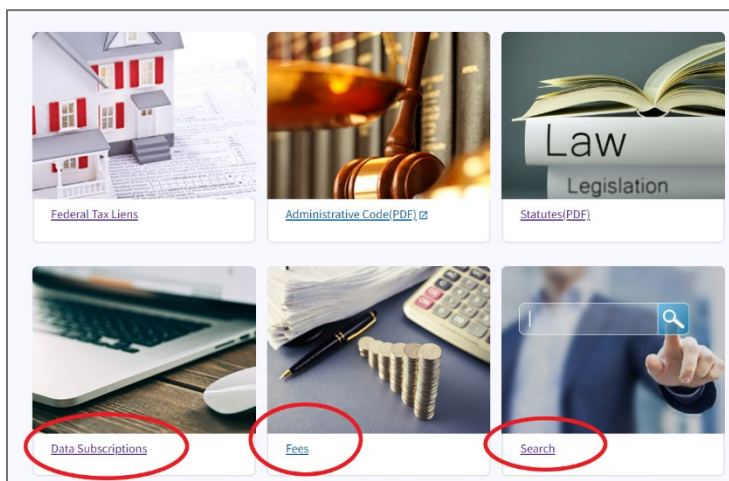 Federal Tax Liens
Administrative Code(PDF)
Law
Legislation
Statutes(PDF)
Data Subscriptions
Fees
Search